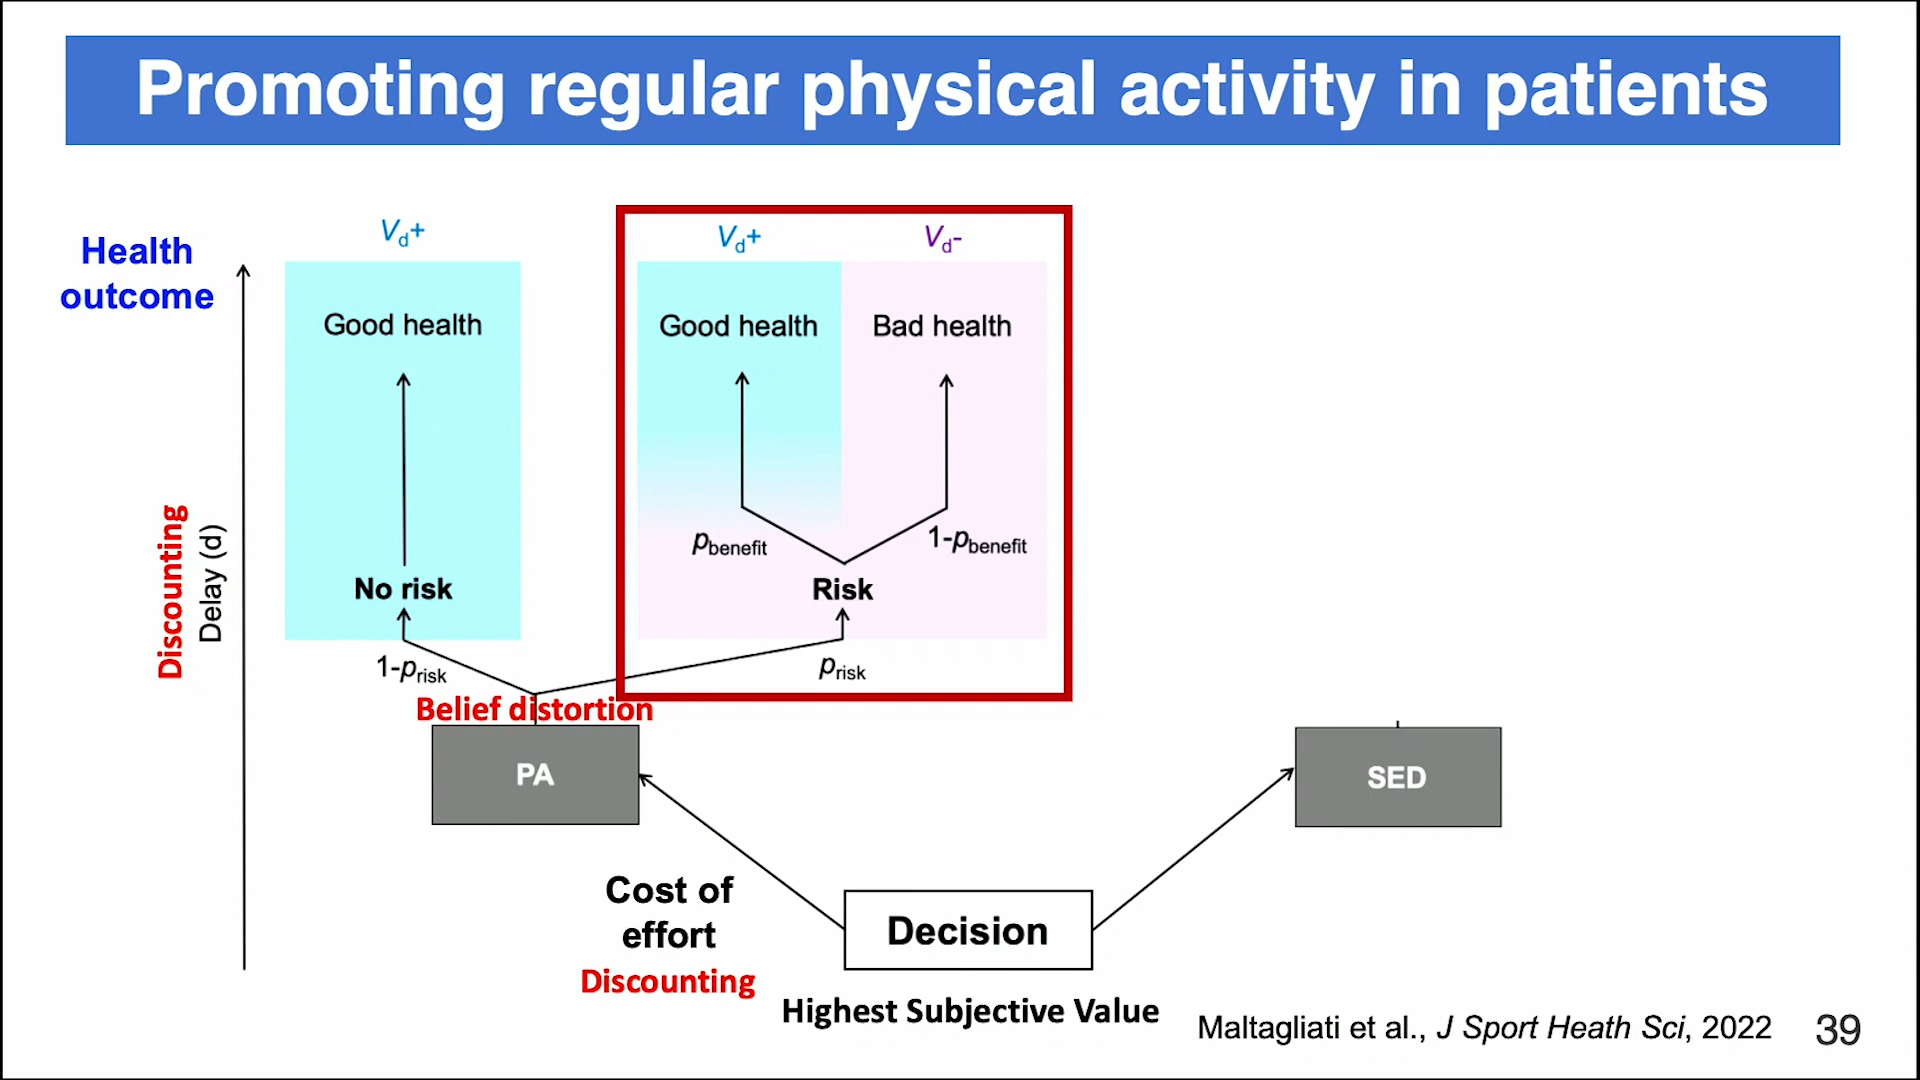 Promoting regular physical activity in patients
Health
outcome
Vd+
Vd+
Vd-
Good health
Good health
Bad health
Discounting
Delay (d)
pbenefit
1-pbenefit
No risk
Risk
1-prisk
prisk
Belief distortion
PA
SED
Cost of
effort
Discounting
Decision
Highest Subjective Value
Maltagliati et al., J Sport Heath Sci, 2022
39